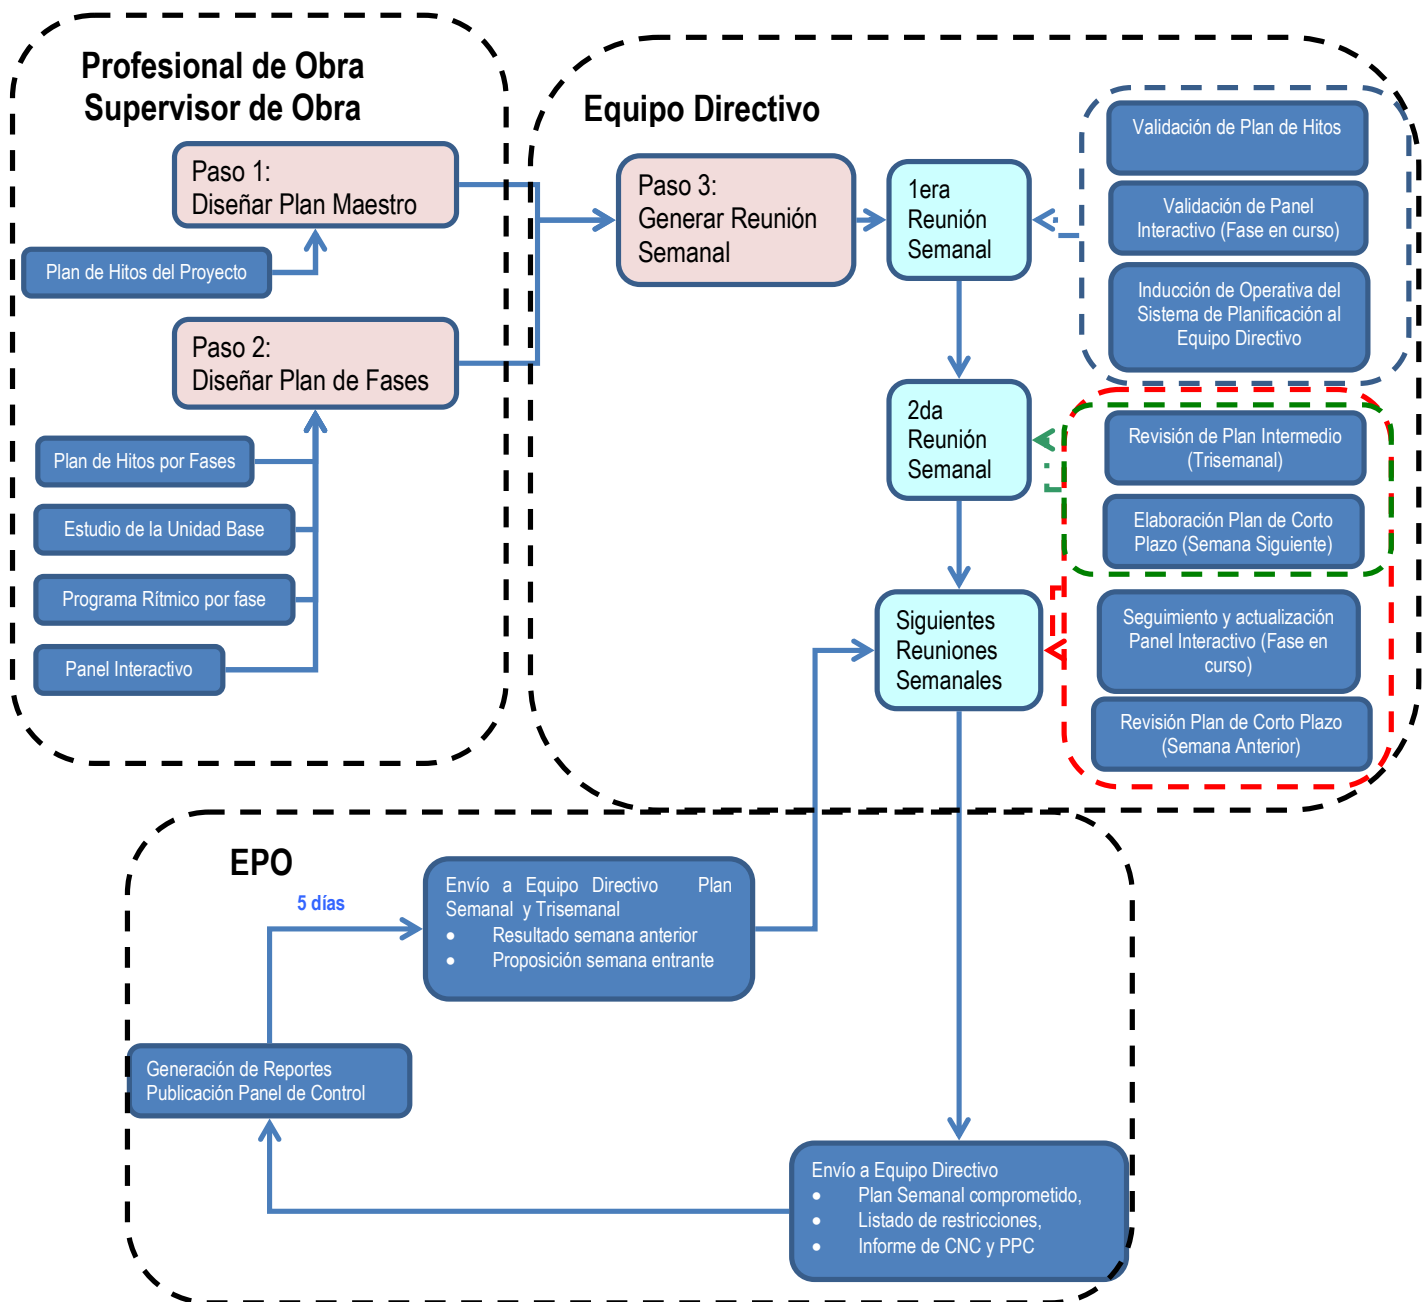 Profesional de Obra
Supervisor de Obra
Paso 1:
Diseñar Plan Maestro
Plan de Hitos del Proyecto
Paso 2:
Diseñar Plan de Fases
Plan de Hitos por Fases
Estudio de la Unidad Base
Programa Rítmico por fase
Panel Interactivo
Equipo Directivo
Paso 3:
Generar Reunión
Semanal
1era
Reunión
Semanal
Validación de Plan de Hitos
Validación de Panel
Interactivo (Fase en curso)
Inducción de Operativa del
Sistema de Planificación al
Equipo Directivo
2da
Reunión
Semanal
Revisión de Plan Intermedio
(Trisemanal)
Elaboración Plan de Corto
Plazo (Semana Siguiente)
Siguientes
Reuniones
Semanales
Seguimiento y actualización
Panel Interactivo (Fase en
curso)
Revisión Plan de Corto Plazo
(Semana Anterior)
EPO
5 días
Envío a Equipo Directivo Plan
Semanal y Trisemanal
• Resultado semana anterior
• Proposición semana entrante
Generación de Reportes
Publicación Panel de Control
Envío a Equipo Directivo
• Plan Semanal comprometido,
• Listado de restricciones,
• Informe de CNC y PPC